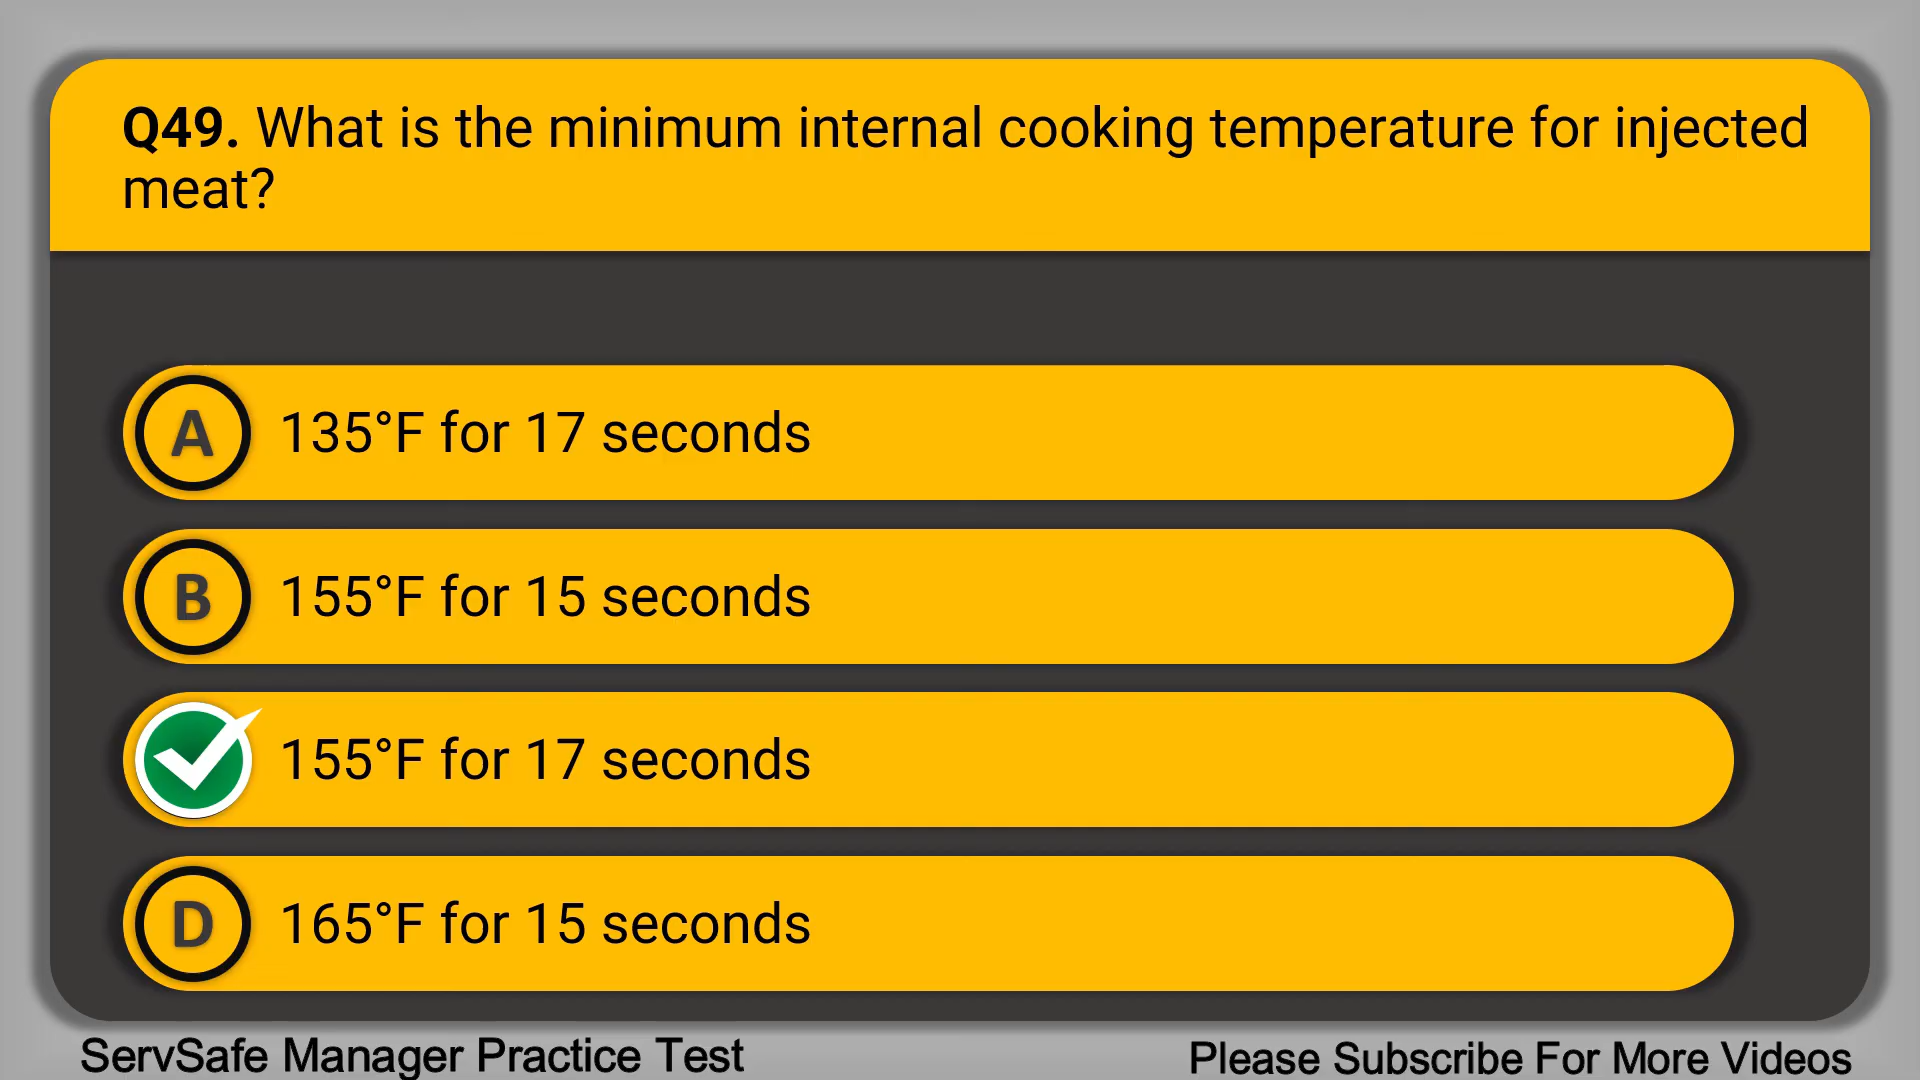 Q49. What is the minimum internal cooking temperature for injected
meat?
A 135°F for 17 seconds
B 155°F for 15 seconds
155°F for 17 seconds
D 165°F for 15 seconds
ServSafe Manager Practice Test
Please Subscribe For More Videos